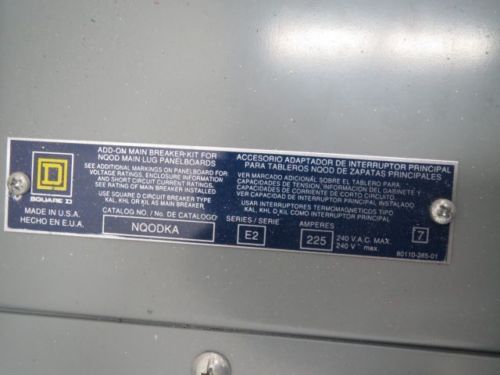 ADD-ON MAIN BREAKER KIT FOR
NQOD MAIN LUG PANELBOARDS
SEE ADDITIONAL MARKINGS ON PANELBOARD FOR
VOLTAGE RATINGS, ENCLOSURE INFORMATION
AND SHORT CIRCUIT CURRENT RATINGS.
SEE RATING OF MAIN BREAKER INSTALLED
USE SQUARE D CIRCUIT BREAKER TYPE
KAL, KHL OR KIL AS MAIN BREAKER
ACCESORIO ADAPTADOR DE INTERRUPTOR PRINCIPAL
PARA TABLEROS NQOD DE ZAPATAS PRINCIPALES
VER MARCADO ADICIONAL SOBRE EL TABLERO PARA
CAPACIDADES DE TENSION, INFORMACION DEL GABINETE Y
CAPACIDADES DE CORRIENTE DE CORTO CIRCUITO.
VER CAPACIDAD DEL INTERRUPTOR PRINCIPAL INSTALADO
USAR INTERRUPTORES TERMOMAGNETICOS TIPO
KAL, KHL O KIL COMO INTERRUPTOR PRINCIPAL
D
SQUARE D
MADE IN U.S.A.
HECHO EN E.U.A.
CATALOG NO. / No. DE CATALOGO
NQODKA
SERIES / SERIE
E2
AMPERES
225
240 V.A.C. MAX.
240 V~ max.
7
80110-285-01